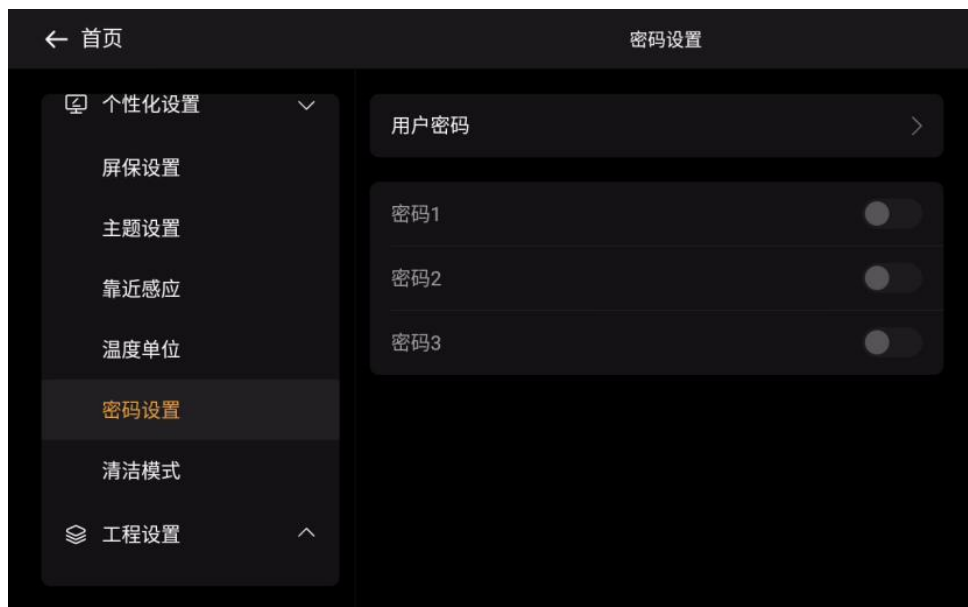 首页
密码设置
个性化设置
屏保设置
主题设置
靠近感应
温度单位
密码设置
清洁模式
工程设置
用户密码
密码1
密码2
密码3